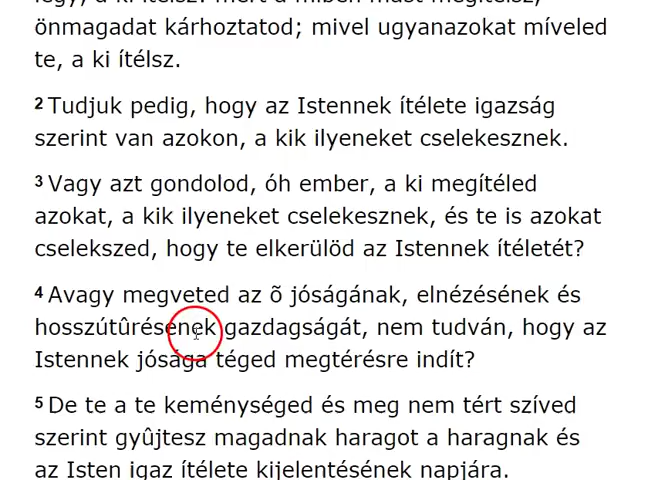 önmagadat kárhoztatod; mivel ugyanazokat míveled
te, a ki ítélsz.
2 Tudjuk pedig, hogy az Istennek ítélete igazság
szerint van azokon, a kik ilyeneket cselekesznek.
3 Vagy azt gondolod, óh ember, a ki megítéled
azokat, a kik ilyeneket cselekesznek, és te is azokat
cselekszed, hogy te elkerülöd az Istennek ítéletét?
4 Avagy megveted az õ jóságának, elnézésének és
hosszútûrésének gazdagságát, nem tudván, hogy az
Istennek jósága téged megtérésre indít?
5 De te a te keménységed és meg nem tért szíved
szerint gyûjtesz magadnak haragot a haragnak és
az Isten igaz ítélete kijelentésének napjára.